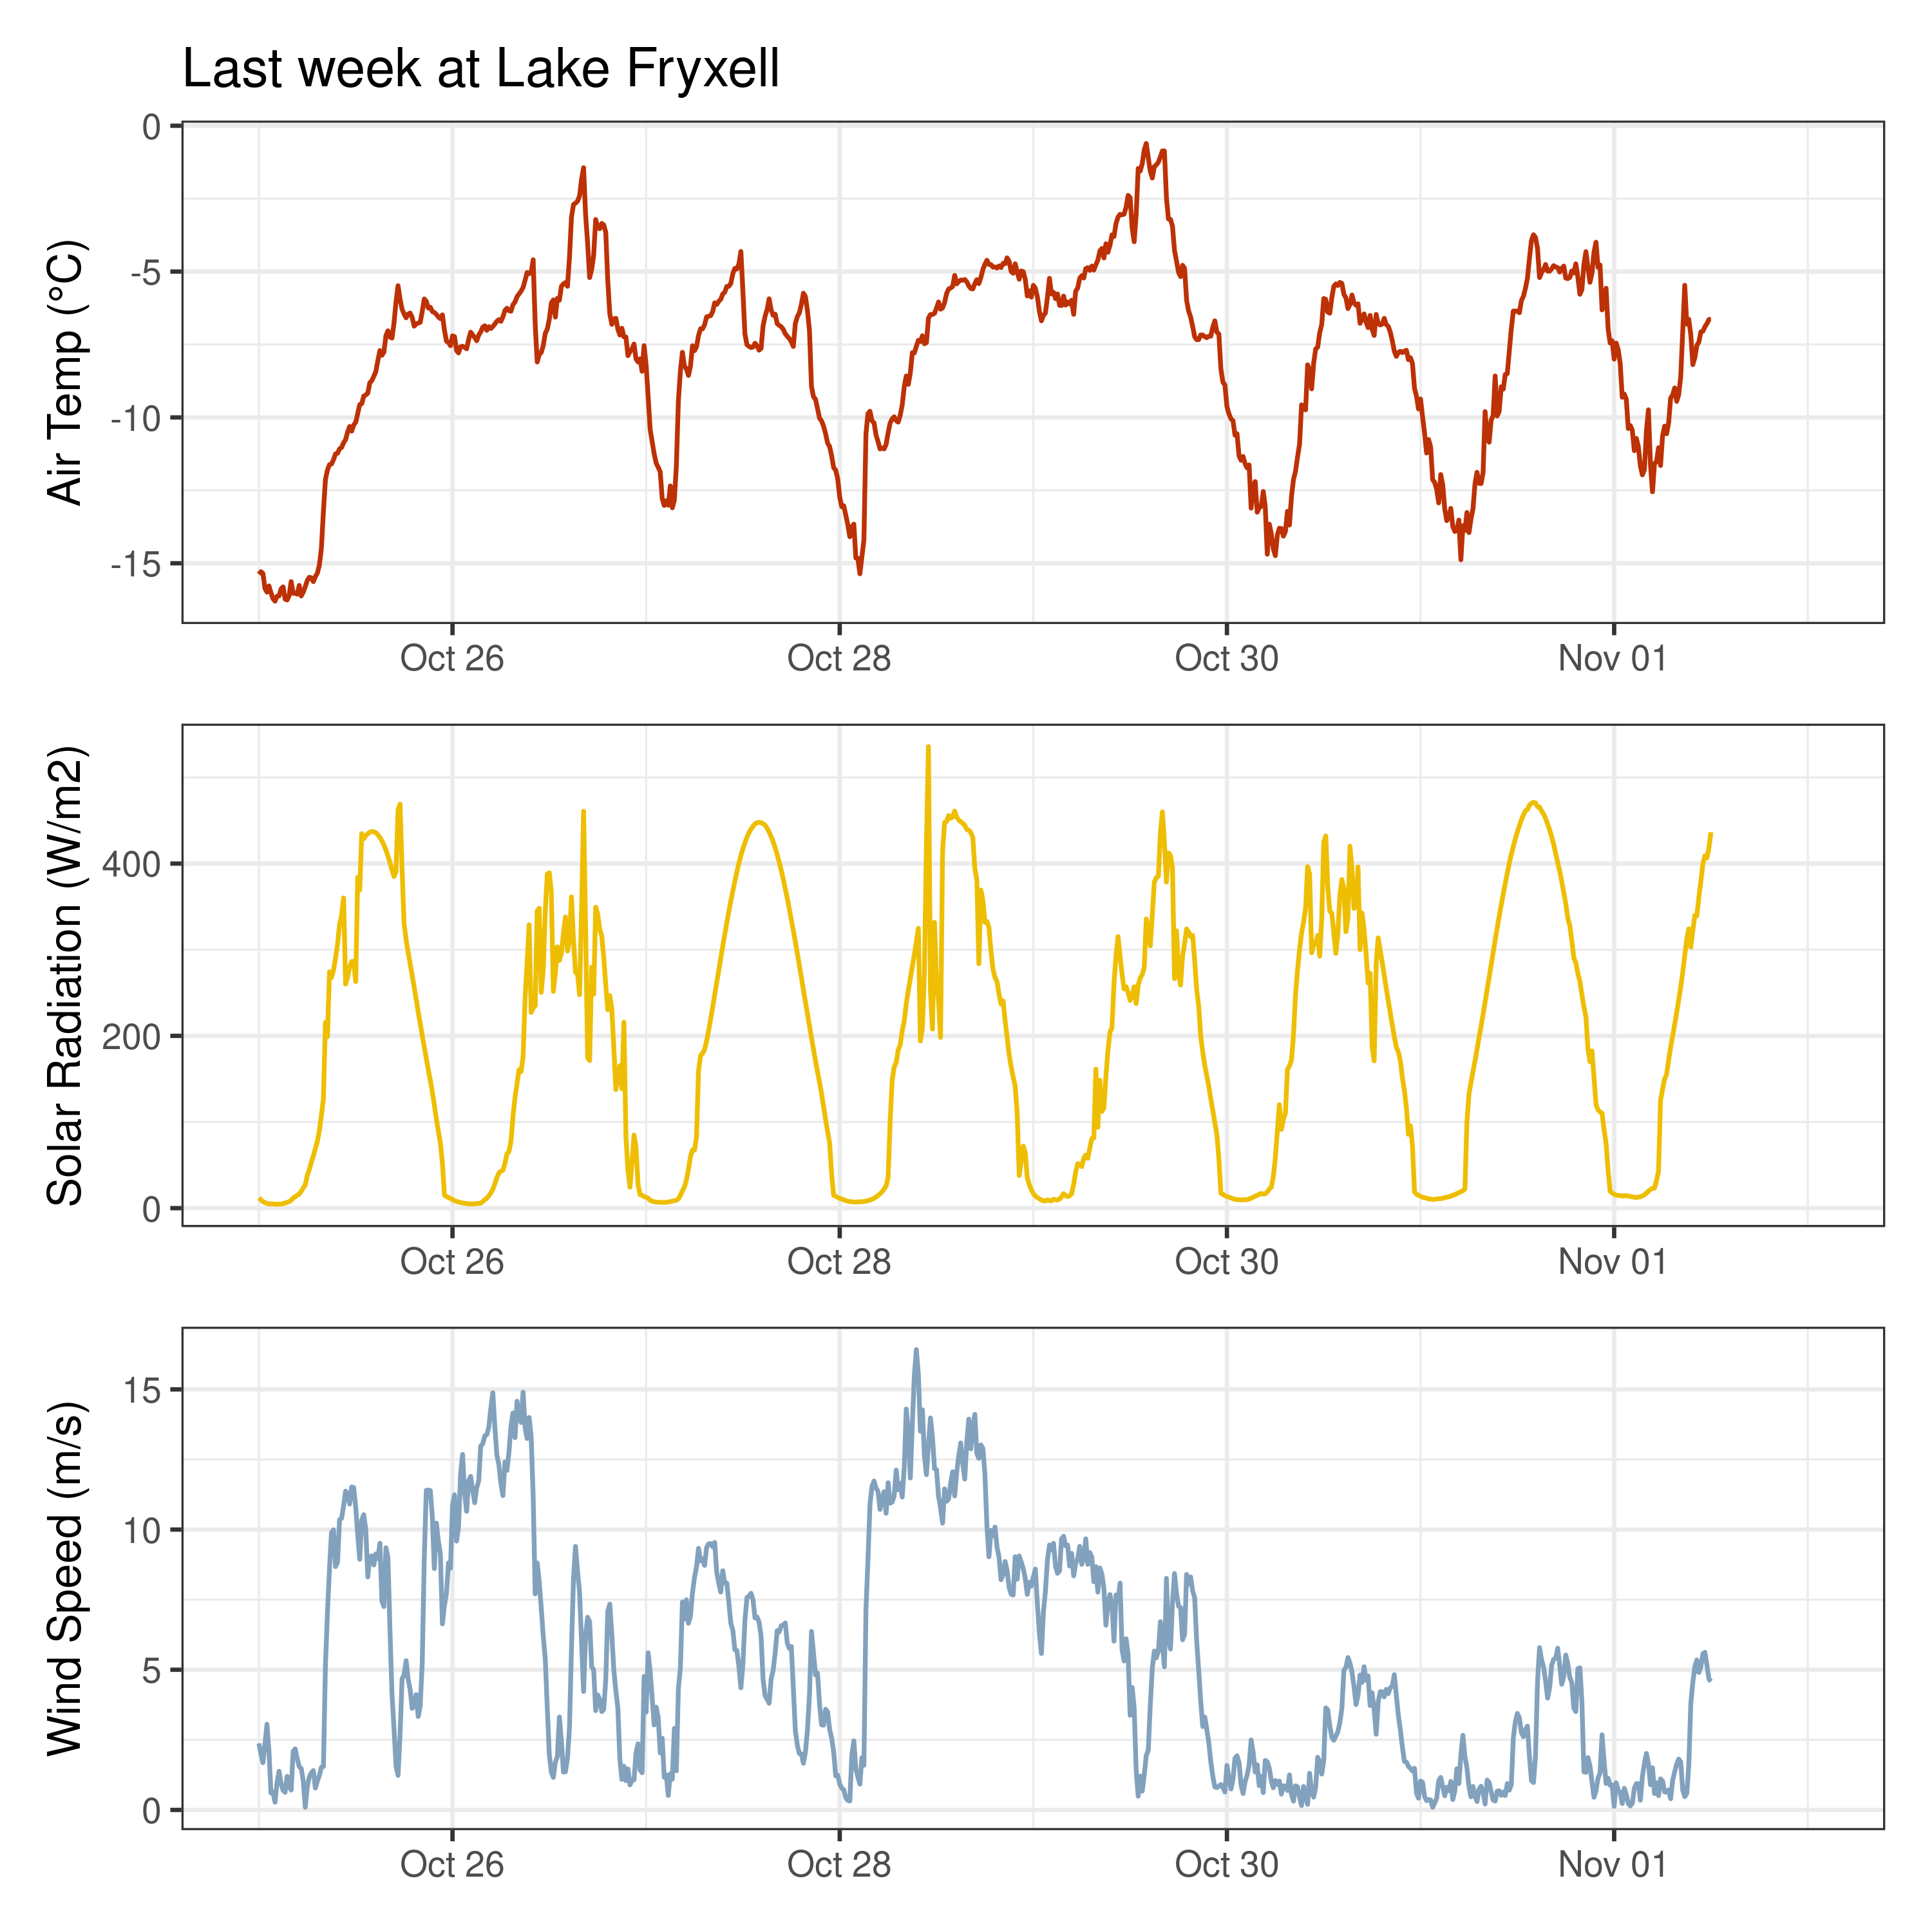 Last week at Lake Fryxell
Air Temp (°C)
0
-5
-10
-15
Oct 26 Oct 28 Oct 30 Nov 01
Solar Radiation (W/m2)
400
200
0
Oct 26 Oct 28 Oct 30 Nov 01
Wind Speed (m/s)
15
10
5
0
Oct 26 Oct 28 Oct 30 Nov 01